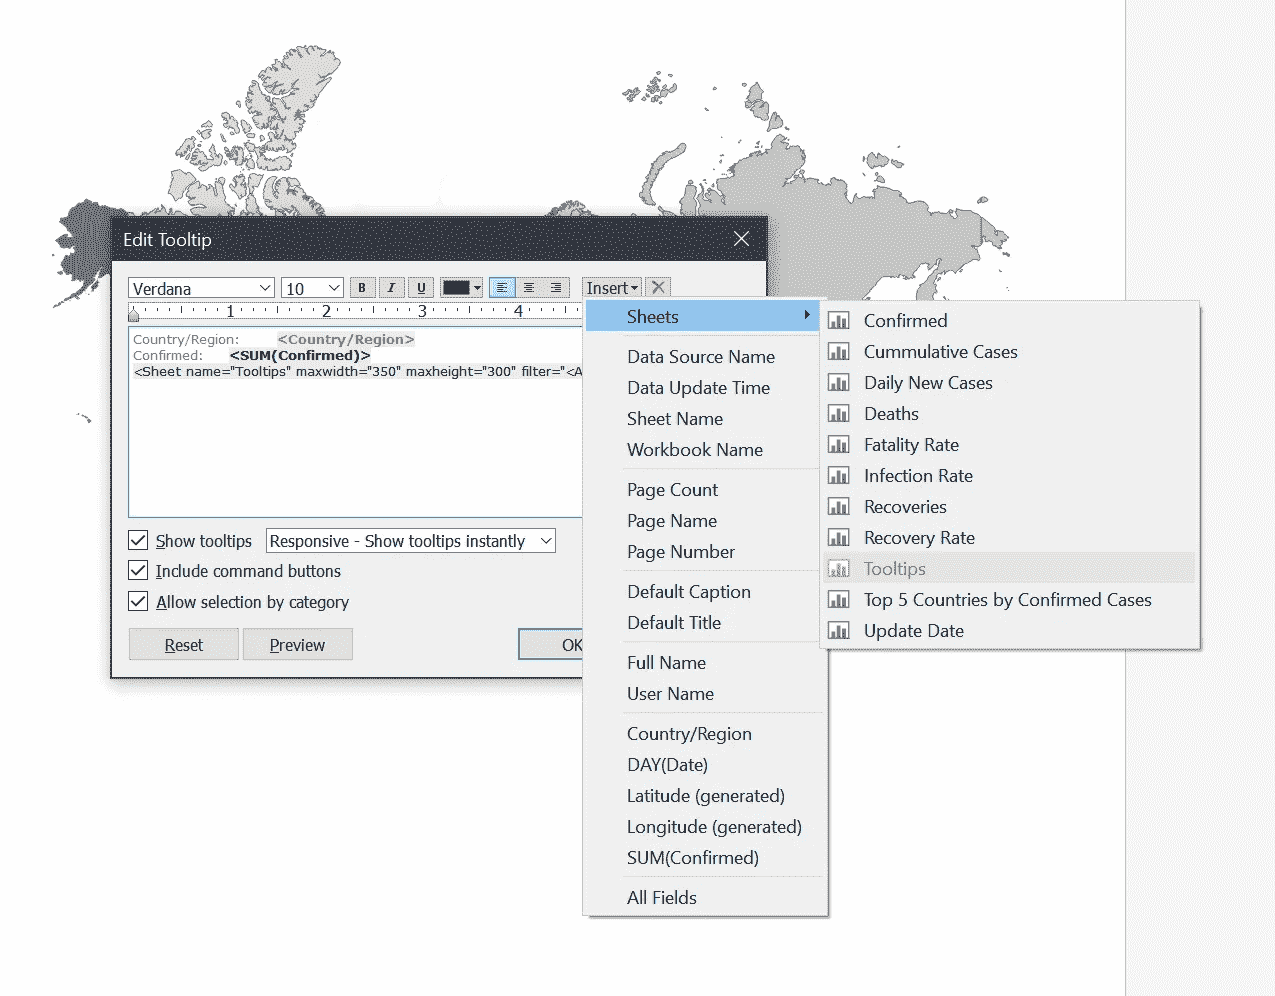 Edit Tooltip
Verdana 10 B I U Insert
1 2 3 4
Country/Region: <Country/Region>
Confirmed: <SUM(Confirmed)>
<Sheet name="Tooltips" maxwidth="350" maxheight="300" filter="<A
Show tooltips Responsive - Show tooltips instantly
Include command buttons
Allow selection by category
Reset Preview OK
Sheets
Data Source Name
Data Update Time
Sheet Name
Workbook Name
Page Count
Page Name
Page Number
Default Caption
Default Title
Full Name
User Name
Country/Region
DAY(Date)
Latitude (generated)
Longitude (generated)
SUM(Confirmed)
All Fields
Confirmed
Cummulative Cases
Daily New Cases
Deaths
Fatality Rate
Infection Rate
Recoveries
Recovery Rate
Tooltips
Top 5 Countries by Confirmed Cases
Update Date